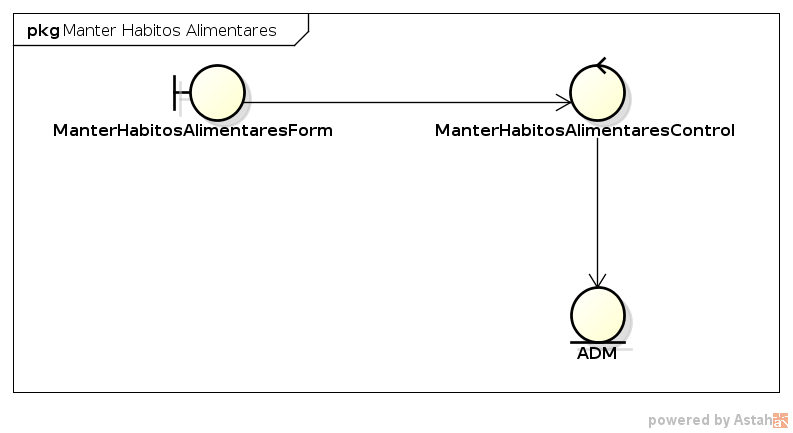 pkg Manter Habitos Alimentares
ManterHabitosAlimentaresForm
ManterHabitosAlimentaresControl
ADM
powered by Astah